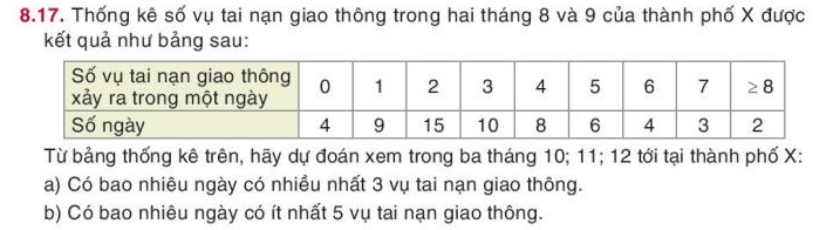 8.17. Thống kê số vụ tai nạn giao thông trong hai tháng 8 và 9 của thành phố X được
kết quả như bảng sau:
Số vụ tai nạn giao thông xảy ra trong một ngày 0 1 2 3 4 5 6 7 ≥ 8
Số ngày 4 9 15 10 8 6 4 3 2
Từ bảng thống kê trên, hãy dự đoán xem trong ba tháng 10; 11; 12 tới tại thành phố X:
a) Có bao nhiêu ngày có nhiều nhất 3 vụ tai nạn giao thông.
b) Có bao nhiêu ngày có ít nhất 5 vụ tai nạn giao thông.